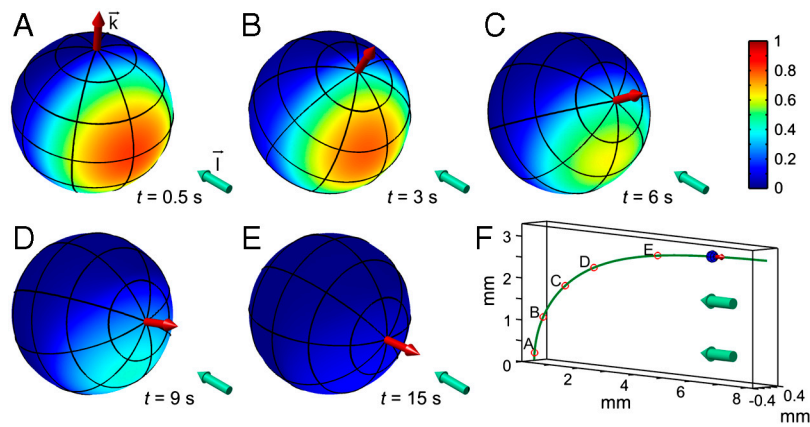 A
k
B
C
1
0.8
0.6
0.4
0.2
0
l
t = 0.5 s
t = 3 s
t = 6 s
D
E
F
3
2
1
0
mm
A
B
C
D
E
2
4
6
8
mm
-0.4
0.4
mm
t = 9 s
t = 15 s